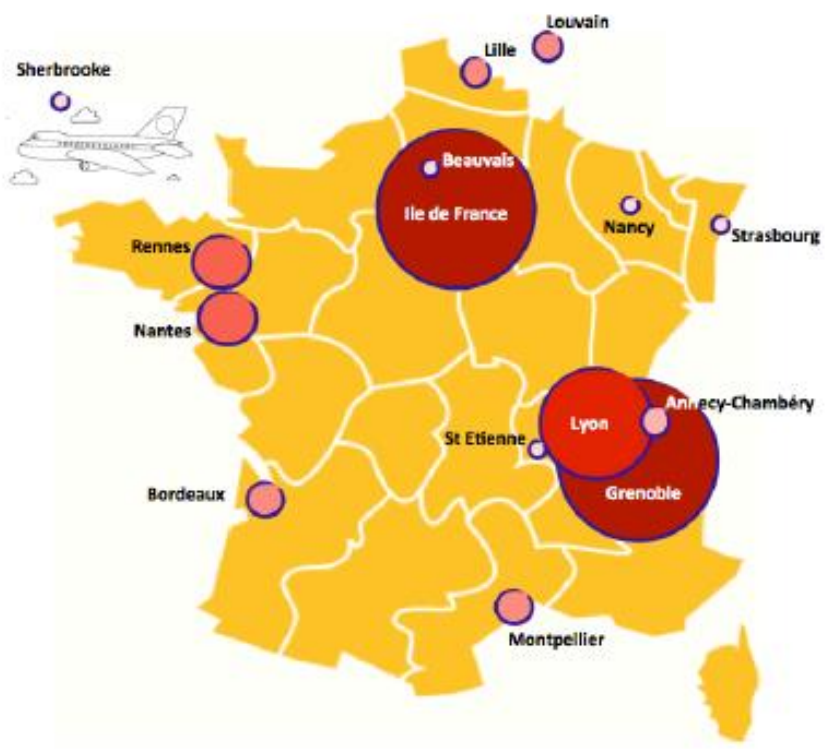 Louvain
Lille
Sherbrooke
Beauvais
Ile de France
Nancy
Strasbourg
Rennes
Nantes
Annecy-Chambéry
Lyon
St Etienne
Grenoble
Bordeaux
Montpellier